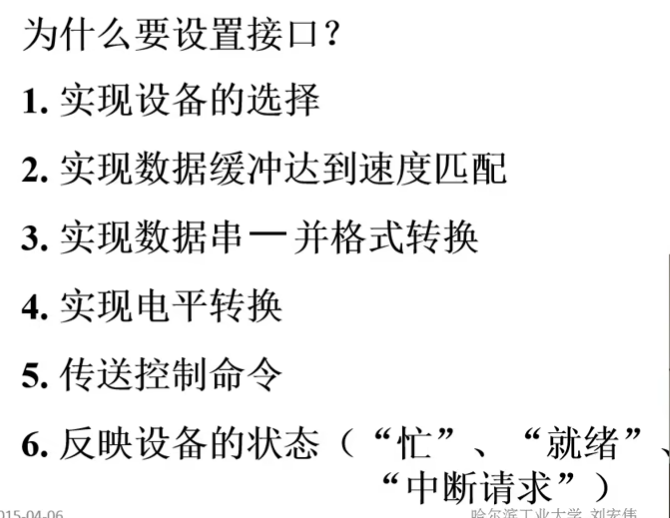 为什么要设置接口？
1. 实现设备的选择
2. 实现数据缓冲达到速度匹配
3. 实现数据串一并格式转换
4. 实现电平转换
5. 传送控制命令
6. 反映设备的状态（“忙”、“就绪”、
“中断请求”）
015-04-06 哈尔滨工业大学 刘宏伟